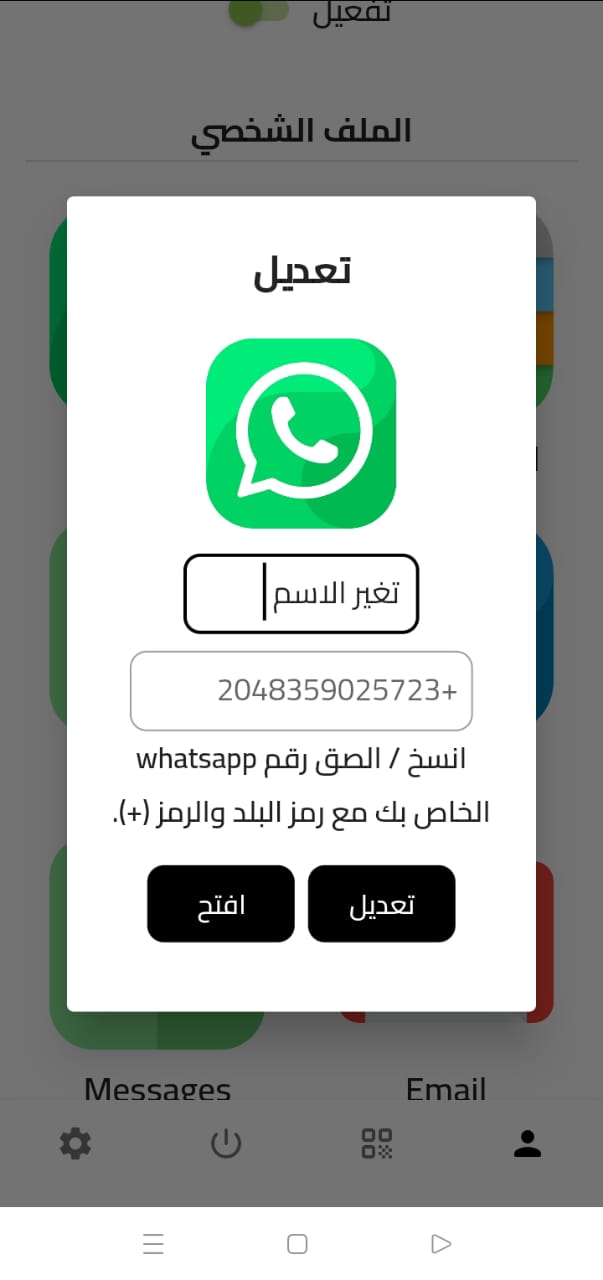 تفعيل
الملف الشخصي
تعديل
تغير الاسم
+2048359025723
انسخ / الصق رقم whatsapp
الخاص بك مع رمز البلد والرمز (+).
تعديل افتح
Email Messages